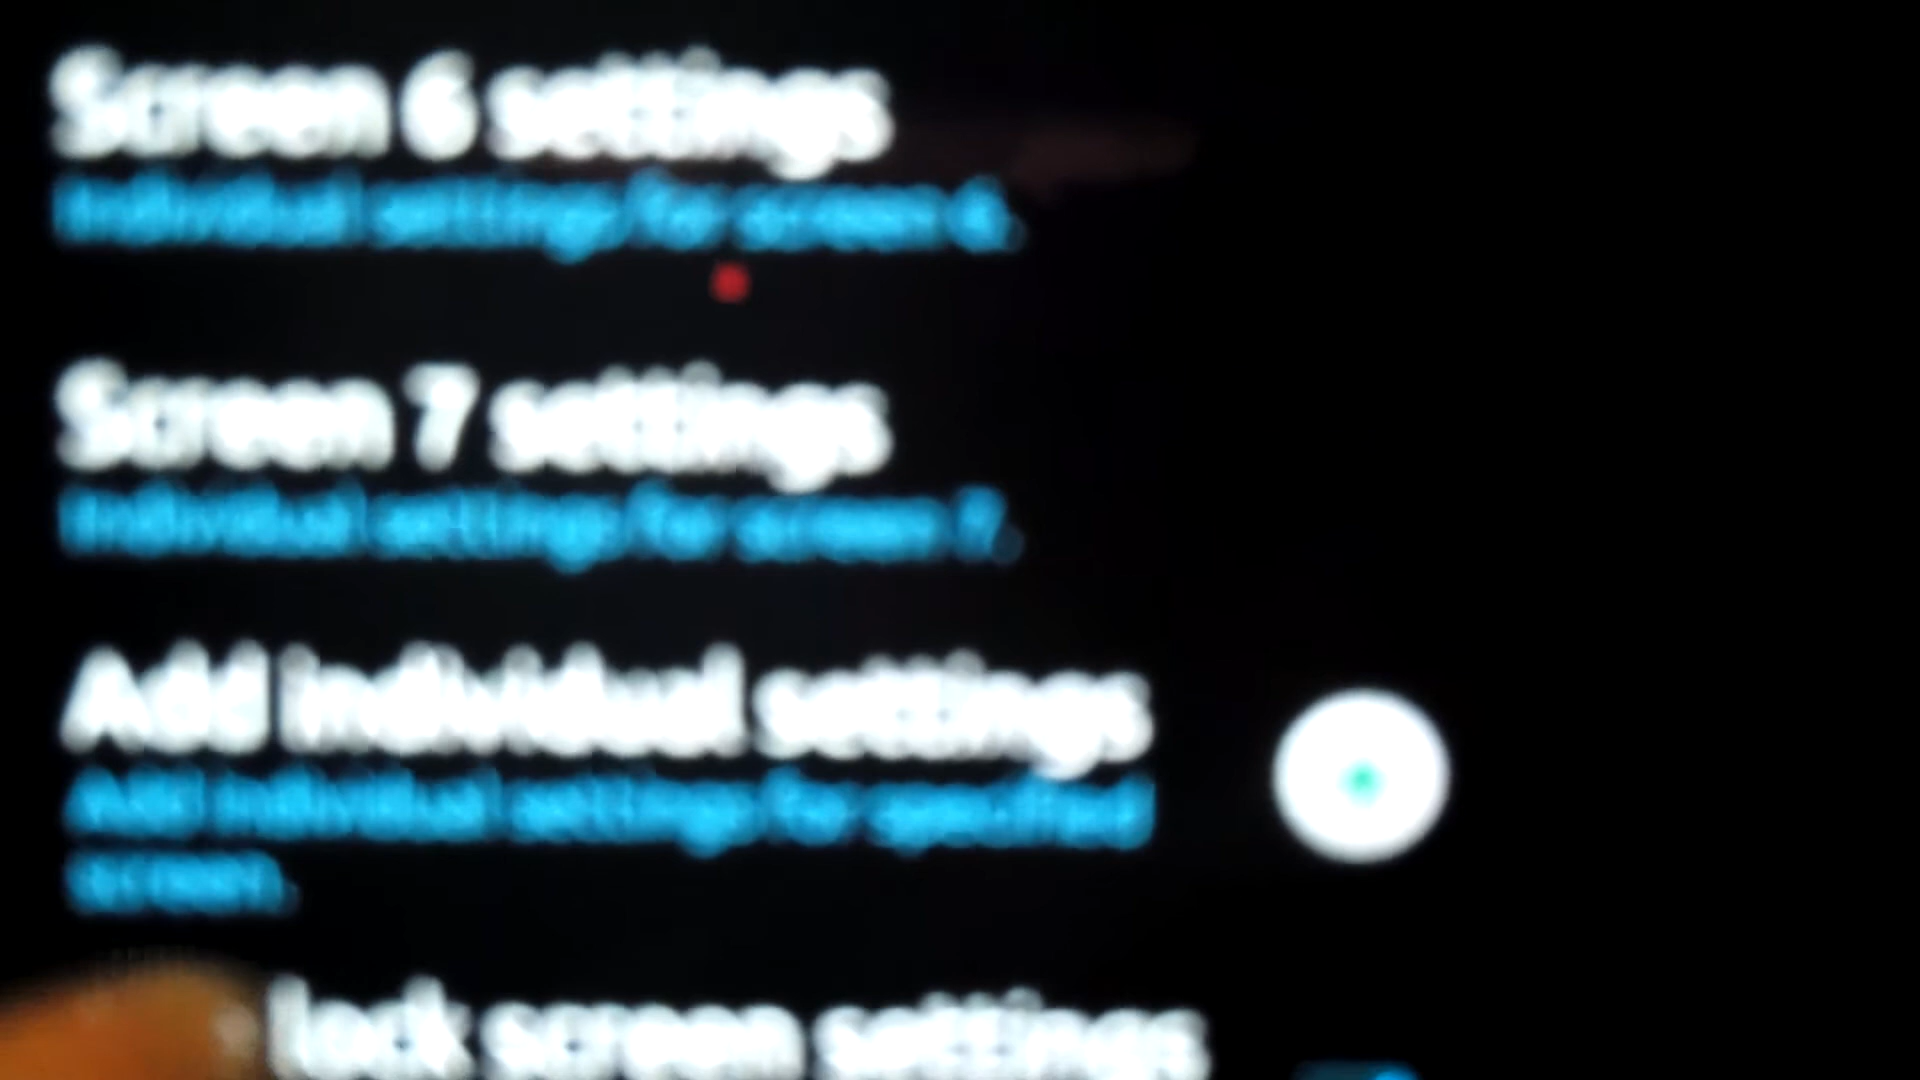 Screen 6 settings
Individual settings for screen 6.
Screen 7 settings
Individual settings for screen 7.
Add individual settings
Add individual settings for specified
screen.
lock screen settings